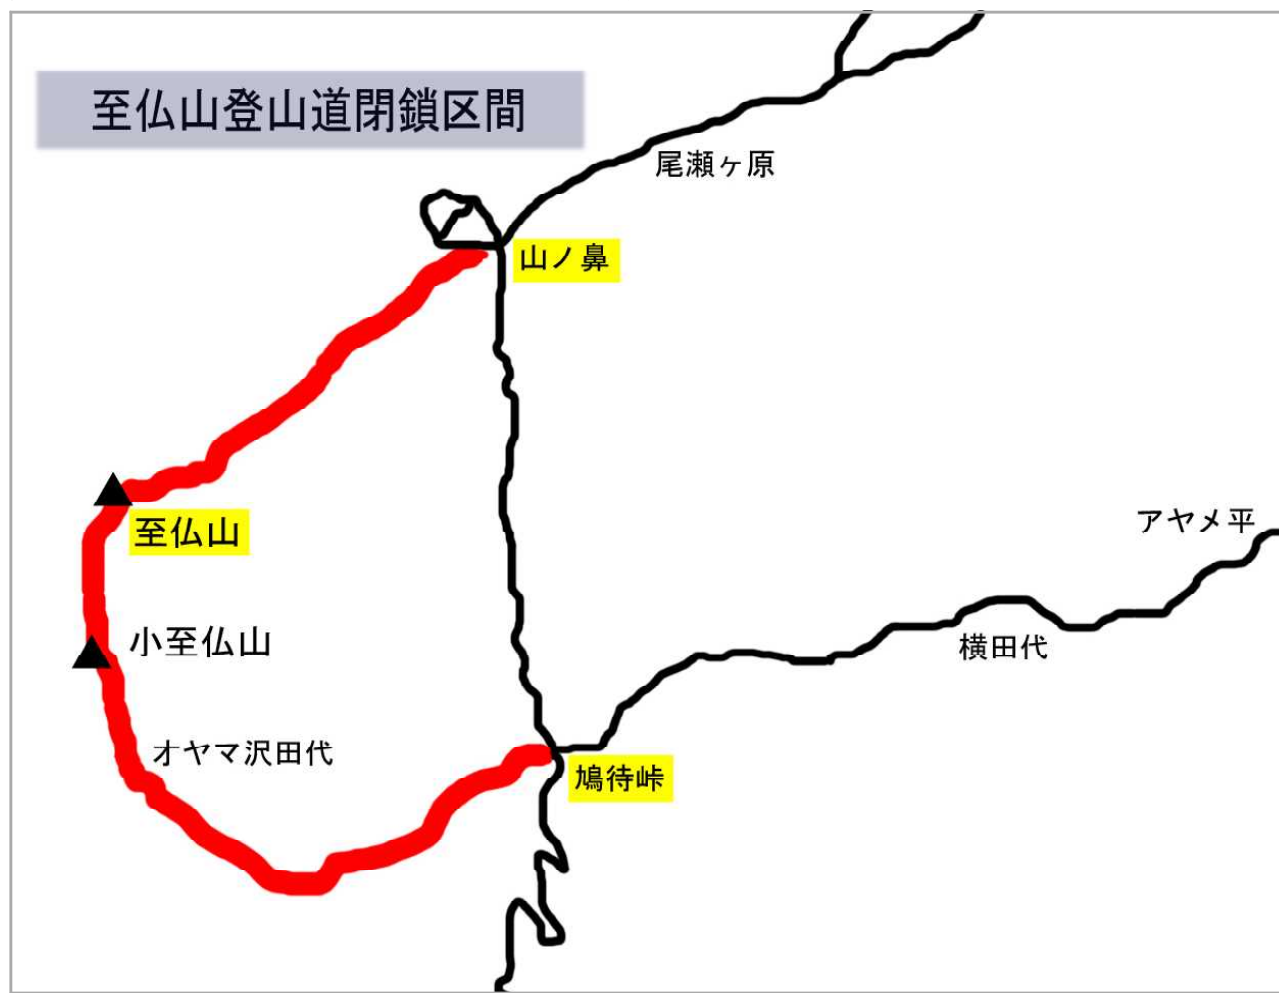 至仏山登山道閉鎖区間
尾瀬ヶ原
山ノ鼻
アヤメ平
至仏山
小至仏山
横田代
オヤマ沢田代
鳩待峠